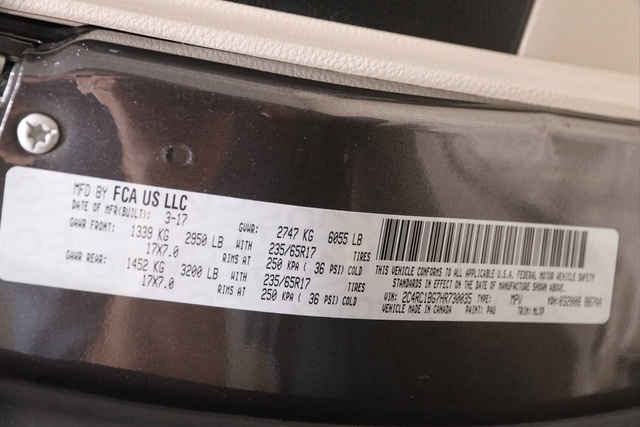 MFD BY FCA US LLC
DATE OF MFR(BUILT): 3-17 GVWR: 2747 KG 6055 LB
GAWR FRONT: 1339 KG 2950 LB WITH 235/65R17 TIRES
17X7.0 RIMS AT 250 KPA ( 36 PSI) COLD
GAWR REAR: 1452 KG 3200 LB WITH 235/65R17 TIRES
17X7.0 RIMS AT 250 KPA ( 36 PSI) COLD
THIS VEHICLE CONFORMS TO ALL APPLICABLE U.S.A. FEDERAL MOTOR VEHICLE SAFETY
STANDARDS IN EFFECT ON THE DATE OF MANUFACTURE SHOWN ABOVE.
VIN: 2C4RC1BG7HR730035 TYPE: MPV MDH: 032006
VEHICLE MADE IN CANADA PAINT: PAU TRIM: